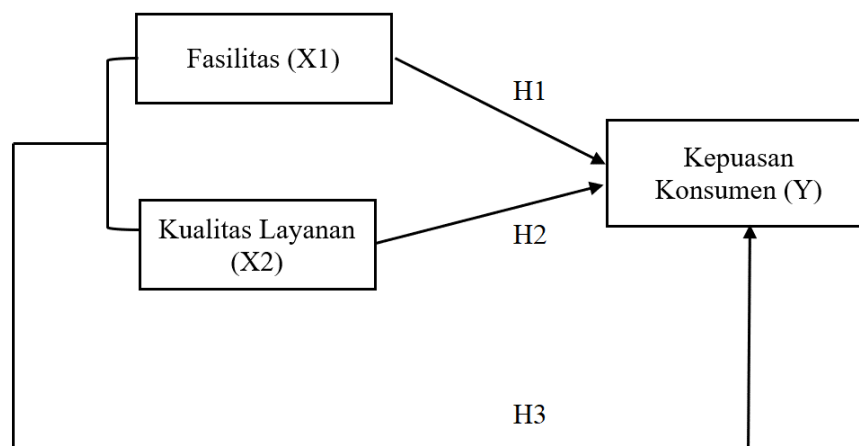 Fasilitas (X1)
H1
Kepuasan
Konsumen (Y)
Kualitas Layanan
(X2)
H2
H3